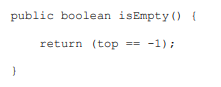 public boolean isEmpty() {
return (top == -1);
}